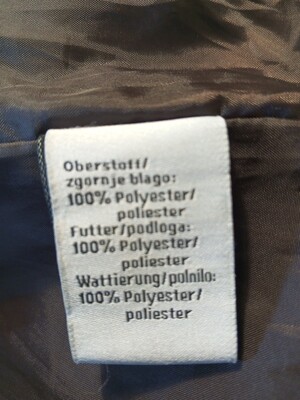 Oberstoff/
zgornje blago:
100% Polyester/
poliester
Futter/podloga:
100% Polyester/
poliester
Wattierung/polnilo:
100% Polyester/
poliester